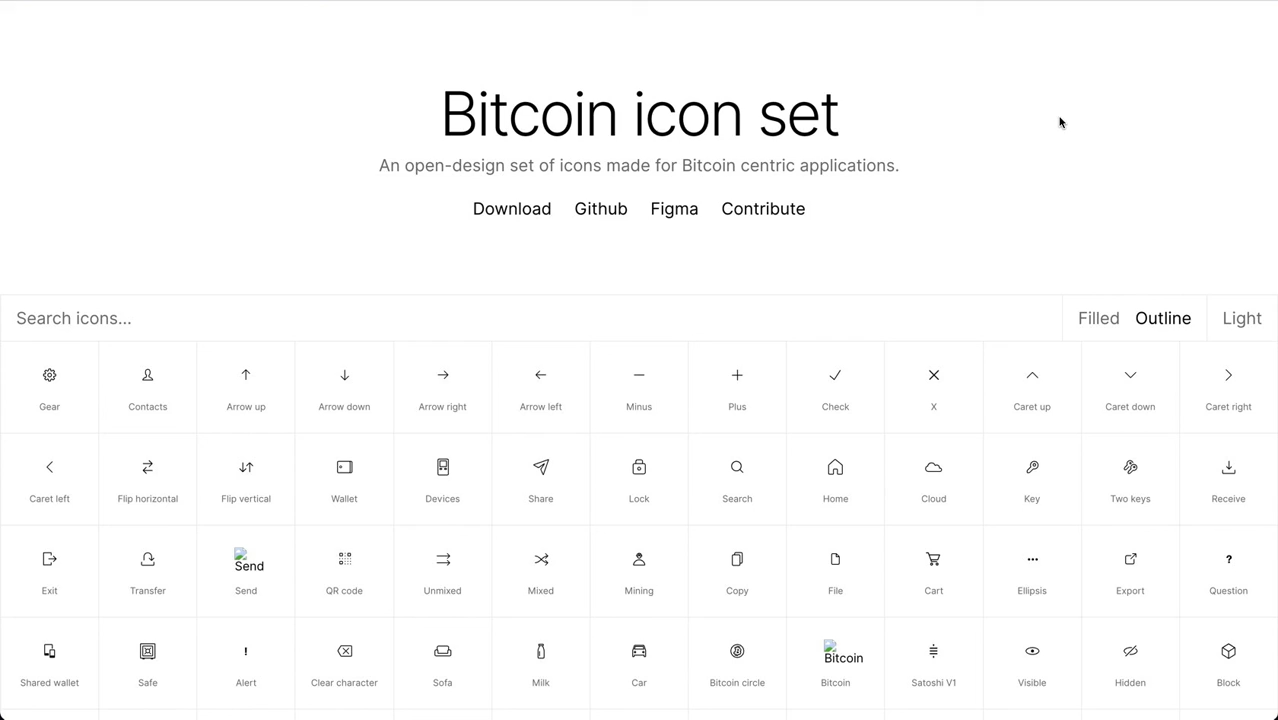 Bitcoin icon set
An open-design set of icons made for Bitcoin centric applications.
Download Github Figma Contribute
Search icons... Filled Outline Light
Gear Contacts Arrow up Arrow down Arrow right Arrow left Minus Plus Check X Caret up Caret down Caret right
Caret left Flip horizontal Flip vertical Wallet Devices Share Lock Search Home Cloud Key Two keys Receive
Send
?
Exit Transfer Send QR code Unmixed Mixed Mining Copy File Cart Ellipsis Export Question
! Bitcoin
Shared wallet Safe Alert Clear character Sofa Milk Car Bitcoin circle Bitcoin Satoshi V1 Visible Hidden Block